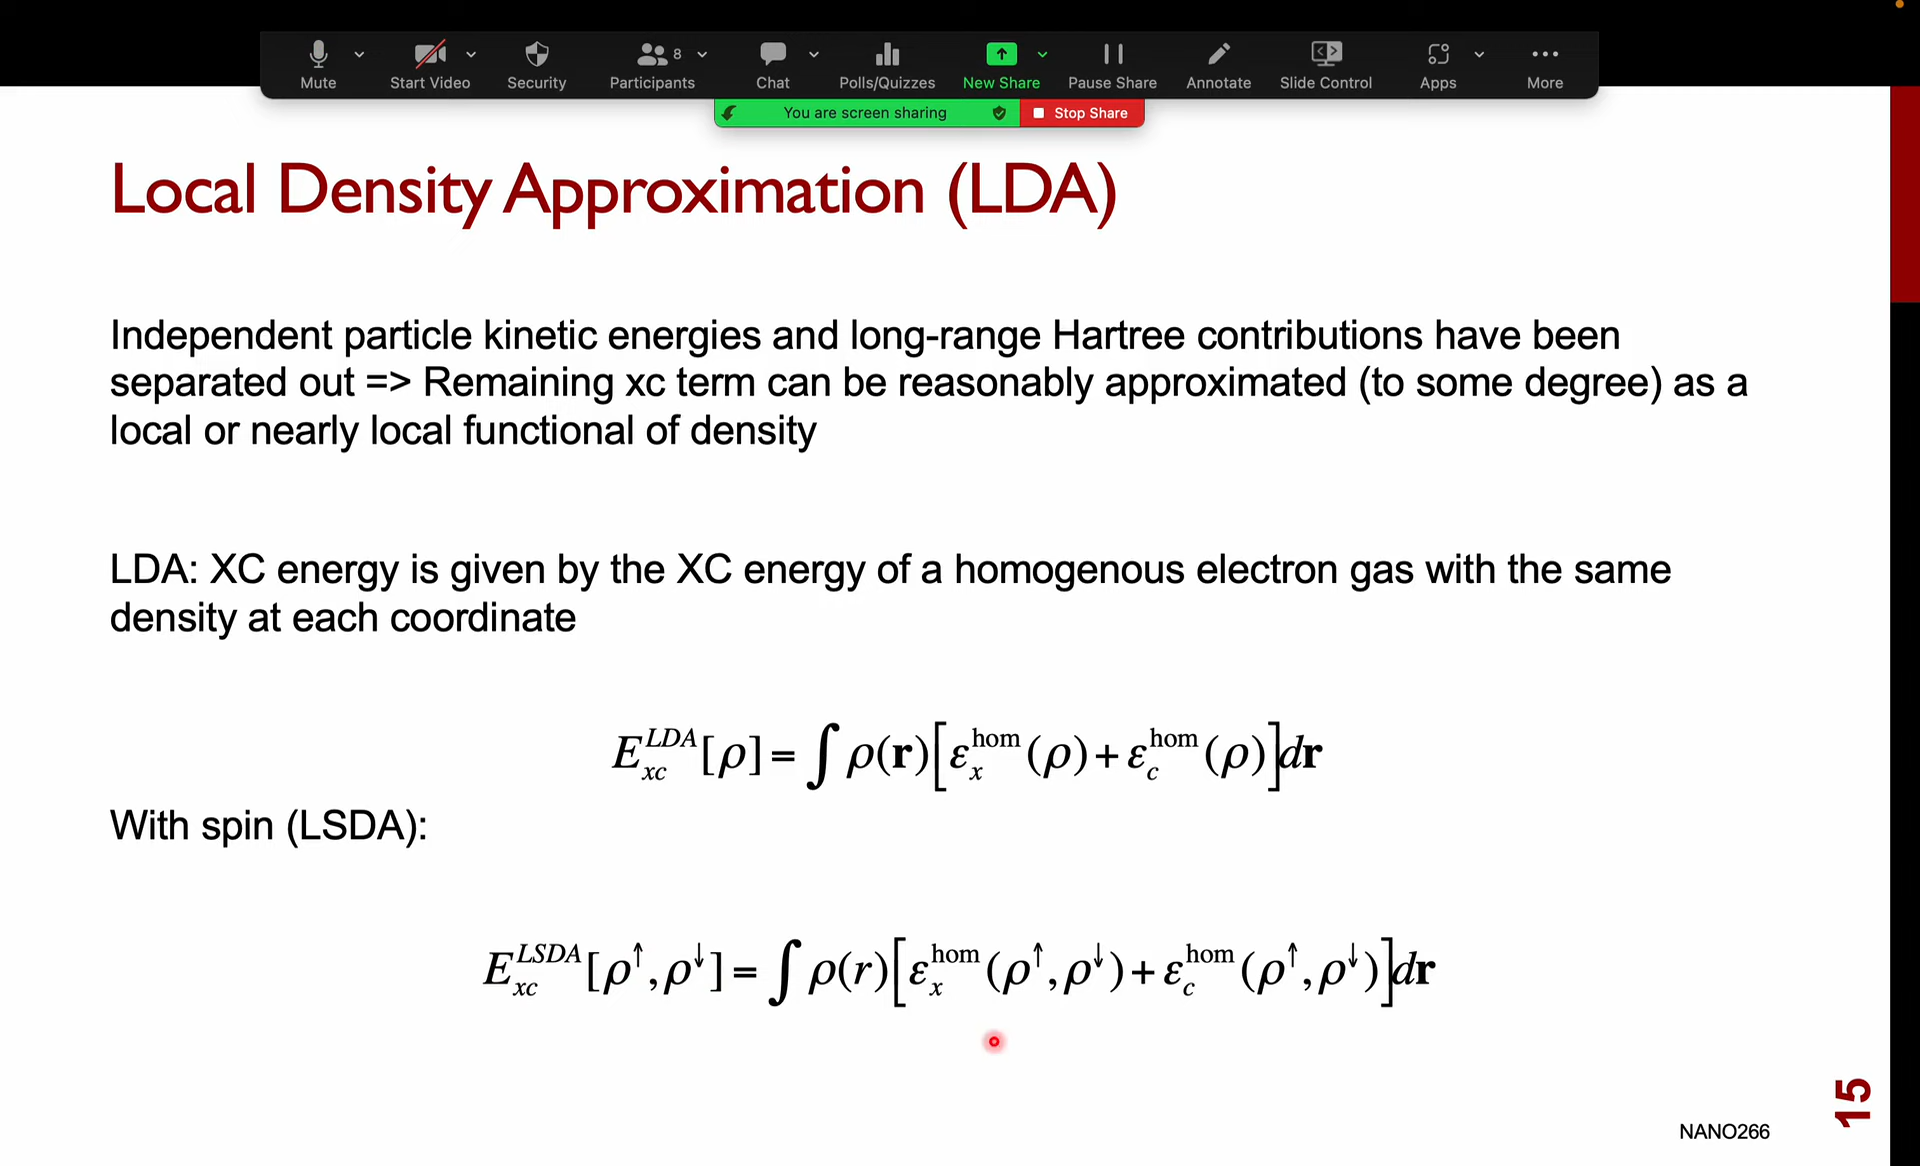 Mute
Start Video
Security
Participants 8
Chat
Polls/Quizzes
New Share
Pause Share
Annotate
Slide Control
Apps
More
You are screen sharing
Stop Share
Local Density Approximation (LDA)
Independent particle kinetic energies and long-range Hartree contributions have been
separated out => Remaining xc term can be reasonably approximated (to some degree) as a
local or nearly local functional of density
LDA: XC energy is given by the XC energy of a homogenous electron gas with the same
density at each coordinate
E_{xc}^{LDA}[ρ] = ∫ ρ(𝐫)[ε_x^{hom}(ρ) + ε_c^{hom}(ρ)]d𝐫
With spin (LSDA):
E_{xc}^{LSDA}[ρ^↑,ρ^↓] = ∫ ρ(r)[ε_x^{hom}(ρ^↑,ρ^↓) + ε_c^{hom}(ρ^↑,ρ^↓)]d𝐫
15
NANO266